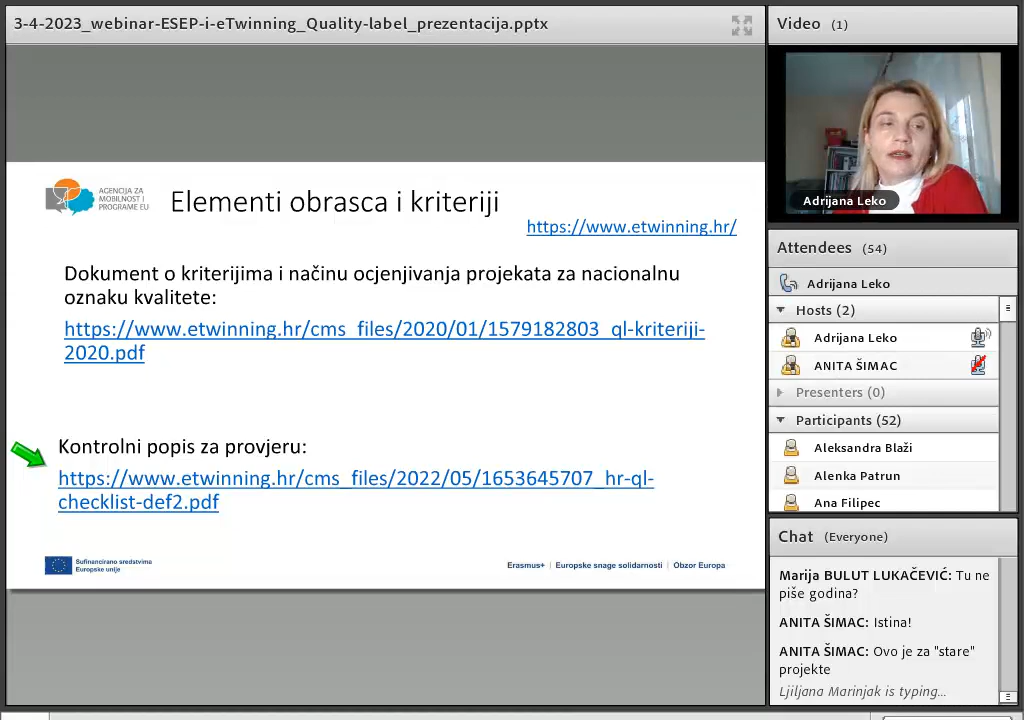 3-4-2023_webinar-ESEP-i-eTwinning_Quality-label_prezentacija.pptx
AGENCIJA ZA
MOBILNOST I
PROGRAME EU
Elementi obrasca i kriteriji
https://www.etwinning.hr/
Dokument o kriterijima i načinu ocjenjivanja projekata za nacionalnu
oznaku kvalitete:
https://www.etwinning.hr/cms_files/2020/01/1579182803_ql-kriteriji-
2020.pdf
Kontrolni popis za provjeru:
https://www.etwinning.hr/cms_files/2022/05/1653645707_hr-ql-
checklist-def2.pdf
Sufinancirano sredstvima
Europske unije
Erasmus+ | Europske snage solidarnosti | Obzor Europa
Video (1)
Adrijana Leko
Attendees (54)
Adrijana Leko
Hosts (2)
Adrijana Leko
ANITA ŠIMAC
Presenters (0)
Participants (52)
Aleksandra Blaži
Alenka Patrun
Ana Filipec
Chat (Everyone)
Marija BULUT LUKAČEVIĆ: Tu ne
piše godina?
ANITA ŠIMAC: Istina!
ANITA ŠIMAC: Ovo je za "stare"
projekte
Ljiljana Marinjak is typing...